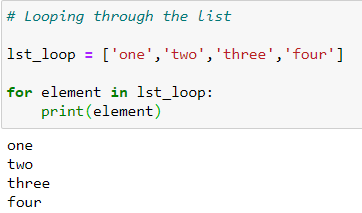 # Looping through the list
lst_loop = ['one','two','three','four']
for element in lst_loop:
    print(element)
one
two
three
four